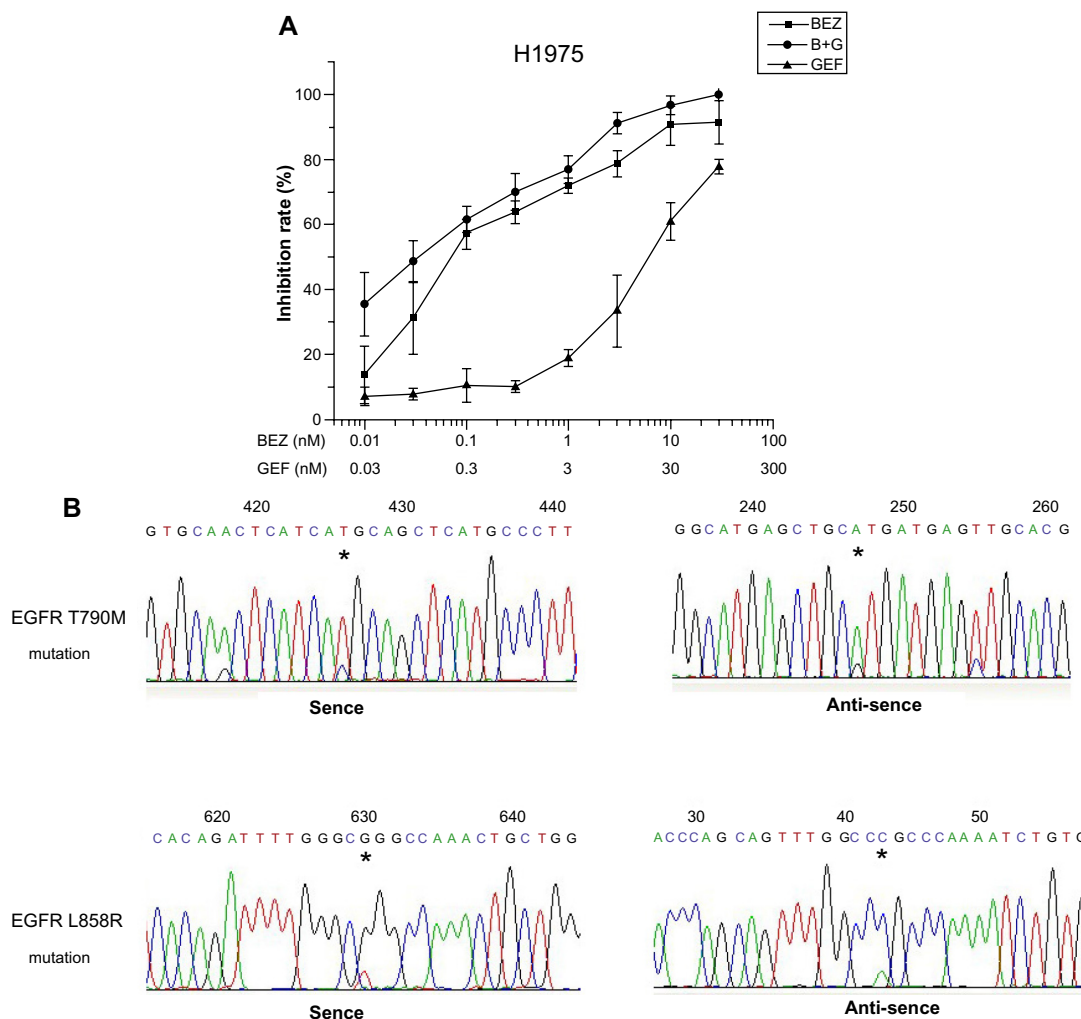 A
H1975
BEZ
B+G
GEF
Inhibition rate (%)
100
80
60
40
20
0
BEZ (nM) 0.01 0.1 1 10 100
GEF (nM) 0.03 0.3 3 30 300
B
420 430 440
GTGCAACTCATCATGCAGCTCATGCCCTT
*
EGFR T790M
mutation
Sence
240 250 260
GGCATGAGCTGCATGATGAGTTGCACG
*
Anti-sence
620 630 640
CACAGATTTTGGGCGGGCCAAACTGCTGG
*
EGFR L858R
mutation
Sence
30 40 50
ACCCAGCAGTTTGGCCCGCCCAAAATCTGTC
*
Anti-sence